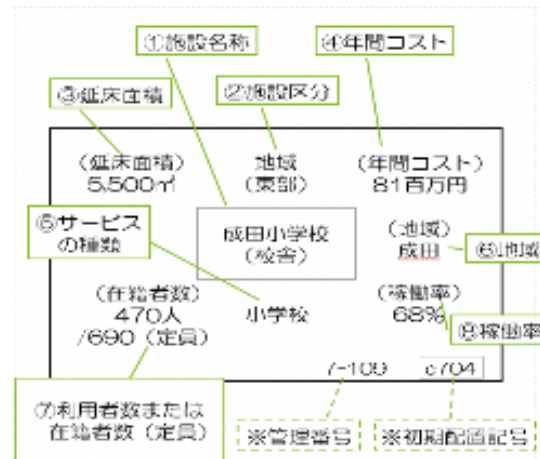 ①施設名称
④年間コスト
③延床面積
②施設区分
(延床面積)
5,500㎡
地域
(東部)
(年間コスト)
81百万円
⑤サービス
の種類
成田小学校
(校舎)
(地域)
成田
⑥地域
(在籍者数)
470人
/690(定員)
小学校
(稼働率)
68%
⑧稼働率
7-109
c704
⑦利用者数または
在籍者数(定員)
※管理番号
※初期配置記号